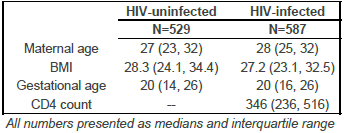 HIV-uninfected HIV-infected
N=529 N=587
Maternal age 27 (23, 32) 28 (25, 32)
BMI 28.3 (24.1, 34.4) 27.2 (23.1, 32.5)
Gestational age 20 (14, 26) 20 (16, 26)
CD4 count -- 346 (236, 516)
All numbers presented as medians and interquartile range